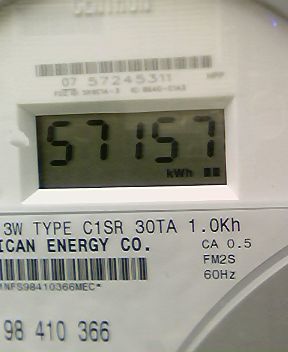 CENTRON
07 57245311
57157
kWh
3W TYPE C1SR 30TA 1.0Kh
ICAN ENERGY CO. CA 0.5
FM2S
60Hz
98 410 366